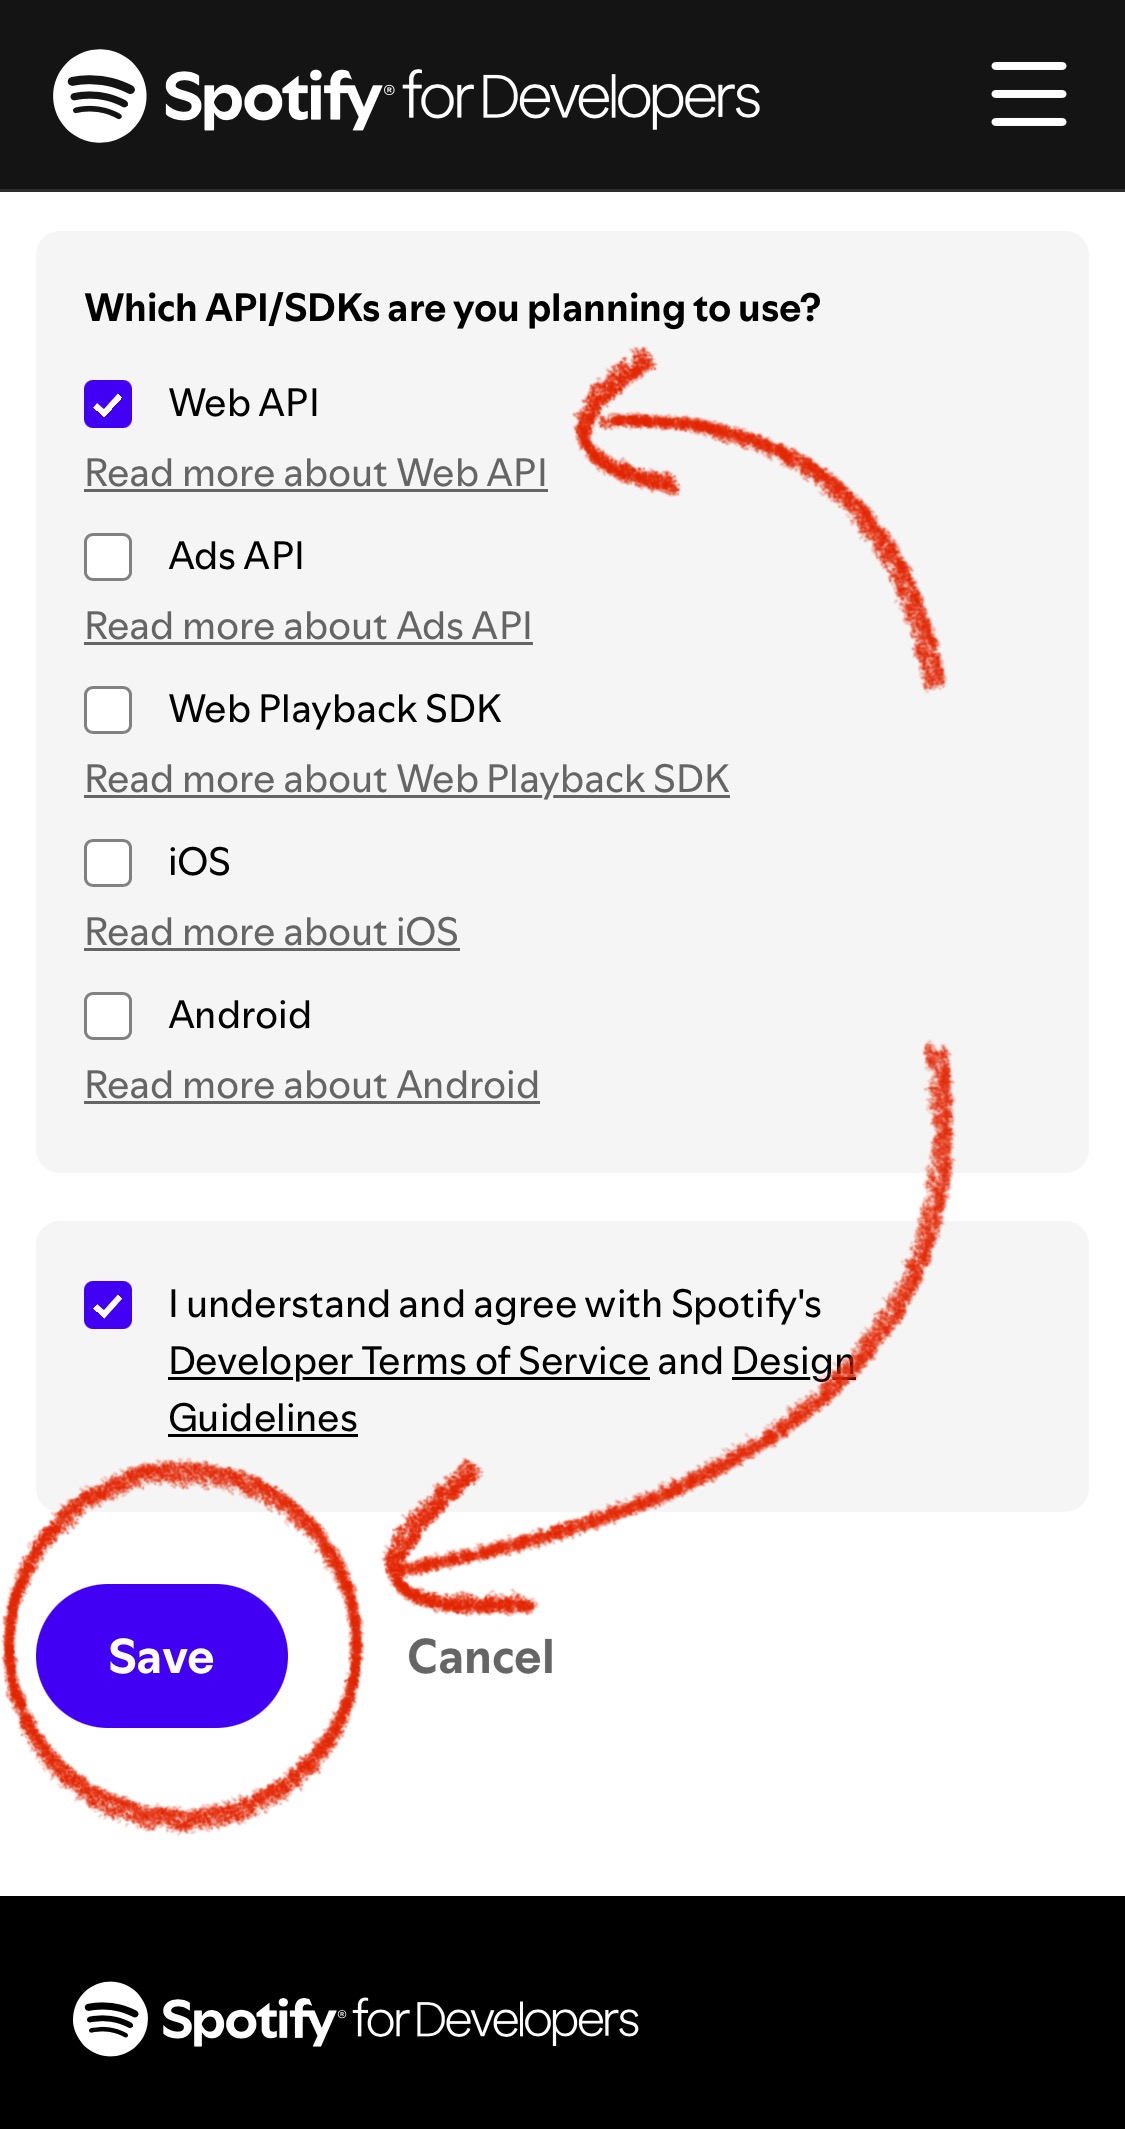 Spotify® for Developers
Which API/SDKs are you planning to use?
Web API
Read more about Web API
Ads API
Read more about Ads API
Web Playback SDK
Read more about Web Playback SDK
iOS
Read more about iOS
Android
Read more about Android
I understand and agree with Spotify's
Developer Terms of Service and Design
Guidelines
Save
Cancel
Spotify® for Developers